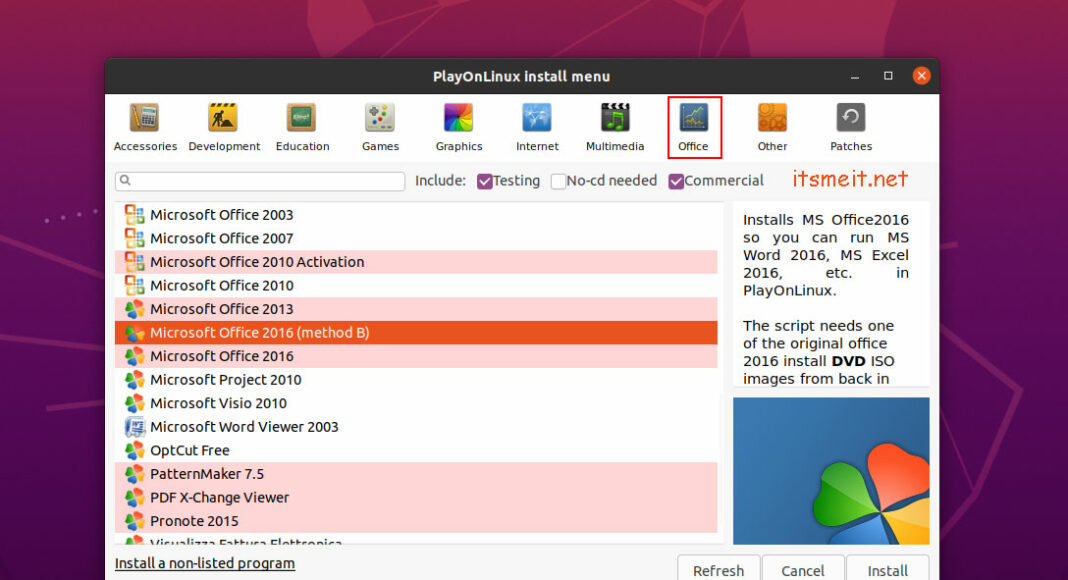 PlayOnLinux install menu
Accessories Development Education Games Graphics Internet Multimedia Office Other Patches
Include: Testing No-cd needed Commercial itsmeit.net
Microsoft Office 2003
Microsoft Office 2007
Microsoft Office 2010 Activation
Microsoft Office 2010
Microsoft Office 2013
Microsoft Office 2016 (method B)
Microsoft Office 2016
Microsoft Project 2010
Microsoft Visio 2010
Microsoft Word Viewer 2003
OptCut Free
PatternMaker 7.5
PDF X-Change Viewer
Pronote 2015
Visualizza Fattura Elettronica
Installs MS Office2016
so you can run MS
Word 2016, MS Excel
2016, etc. in
PlayOnLinux.
The script needs one
of the original office
2016 install DVD ISO
images from back in
Install a non-listed program
Refresh Cancel Install